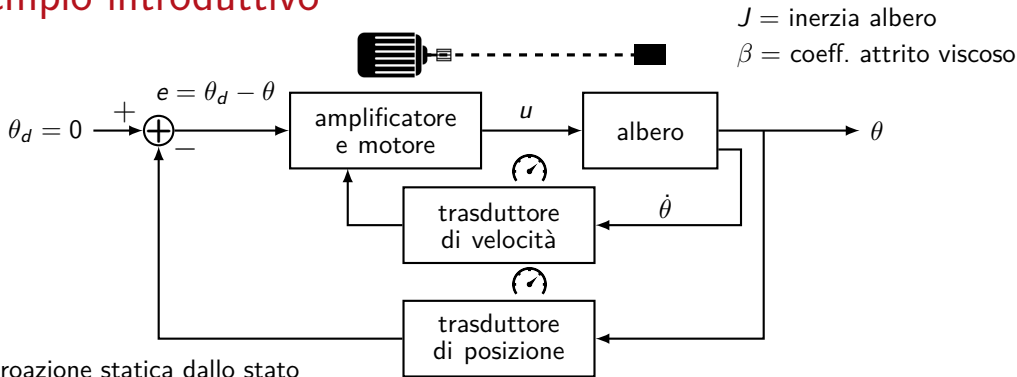 empio introduttivo
J = inerzia albero
β = coeff. attrito viscoso
e = θ_d − θ
θ_d = 0
+
−
amplificatore
e motore
u
albero
θ
trasduttore
di velocità
θ̇
trasduttore
di posizione
roazione statica dallo stato